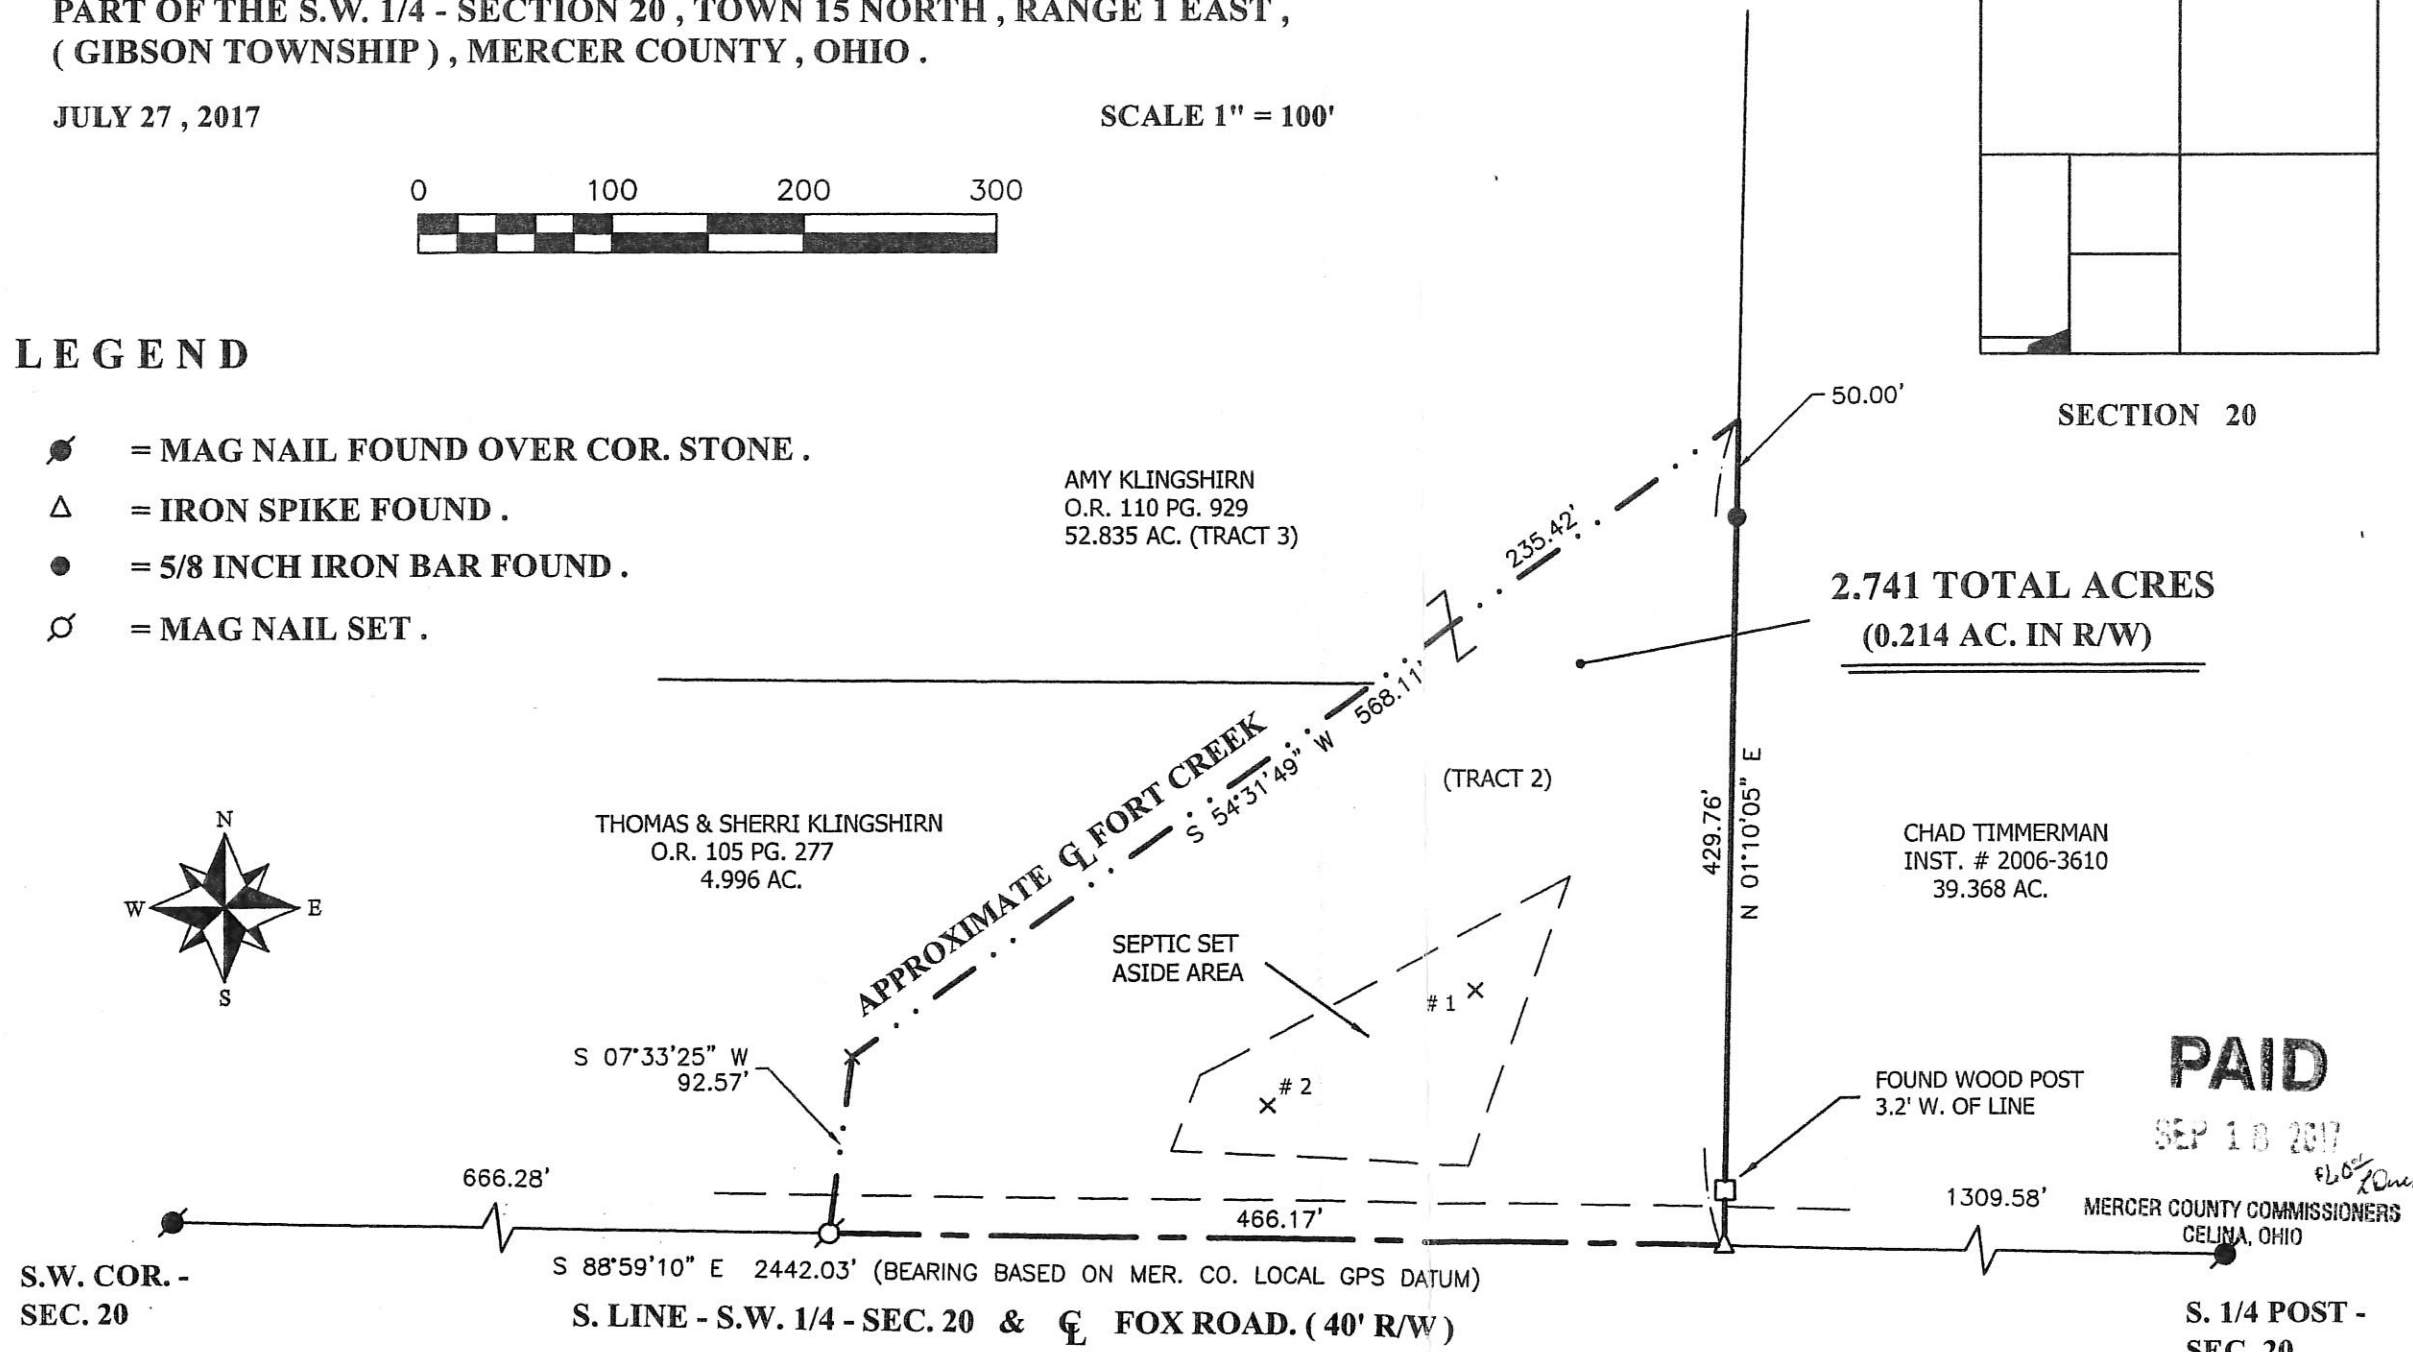 PART OF THE S.W. 1/4 - SECTION 20 , TOWN 15 NORTH , RANGE 1 EAST ,
( GIBSON TOWNSHIP ) , MERCER COUNTY , OHIO .
JULY 27 , 2017
SCALE 1" = 100'
0 100 200 300
LEGEND
= MAG NAIL FOUND OVER COR. STONE .
= IRON SPIKE FOUND .
= 5/8 INCH IRON BAR FOUND .
= MAG NAIL SET .
SECTION 20
50.00'
AMY KLINGSHIRN
O.R. 110 PG. 929
52.835 AC. (TRACT 3)
235.42'
2.741 TOTAL ACRES
(0.214 AC. IN R/W)
568.11'
S 54°31'49" W
APPROXIMATE ℄ FORT CREEK
(TRACT 2)
429.76'
N 01°10'05" E
THOMAS & SHERRI KLINGSHIRN
O.R. 105 PG. 277
4.996 AC.
CHAD TIMMERMAN
INST. # 2006-3610
39.368 AC.
N
W E
S
SEPTIC SET
ASIDE AREA
# 1
# 2
S 07°33'25" W
92.57'
FOUND WOOD POST
3.2' W. OF LINE
PAID
SEP 18 2017
MERCER COUNTY COMMISSIONERS
CELINA, OHIO
666.28'
466.17'
1309.58'
S 88°59'10" E 2442.03' (BEARING BASED ON MER. CO. LOCAL GPS DATUM)
S.W. COR. -
SEC. 20
S. LINE - S.W. 1/4 - SEC. 20 & ℄ FOX ROAD. ( 40' R/W )
S. 1/4 POST -
SEC. 20